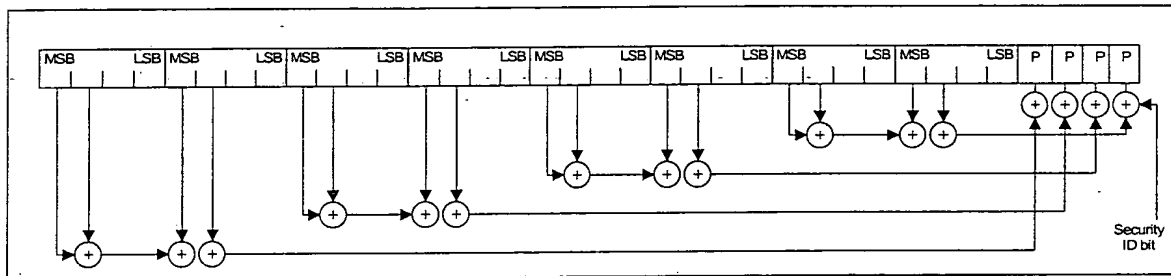 MSB LSB MSB LSB MSB LSB MSB LSB MSB LSB MSB LSB MSB LSB MSB LSB P P P P
+ + + +
+ + +
+ + +
+ + +
+ + +
Security
ID bit